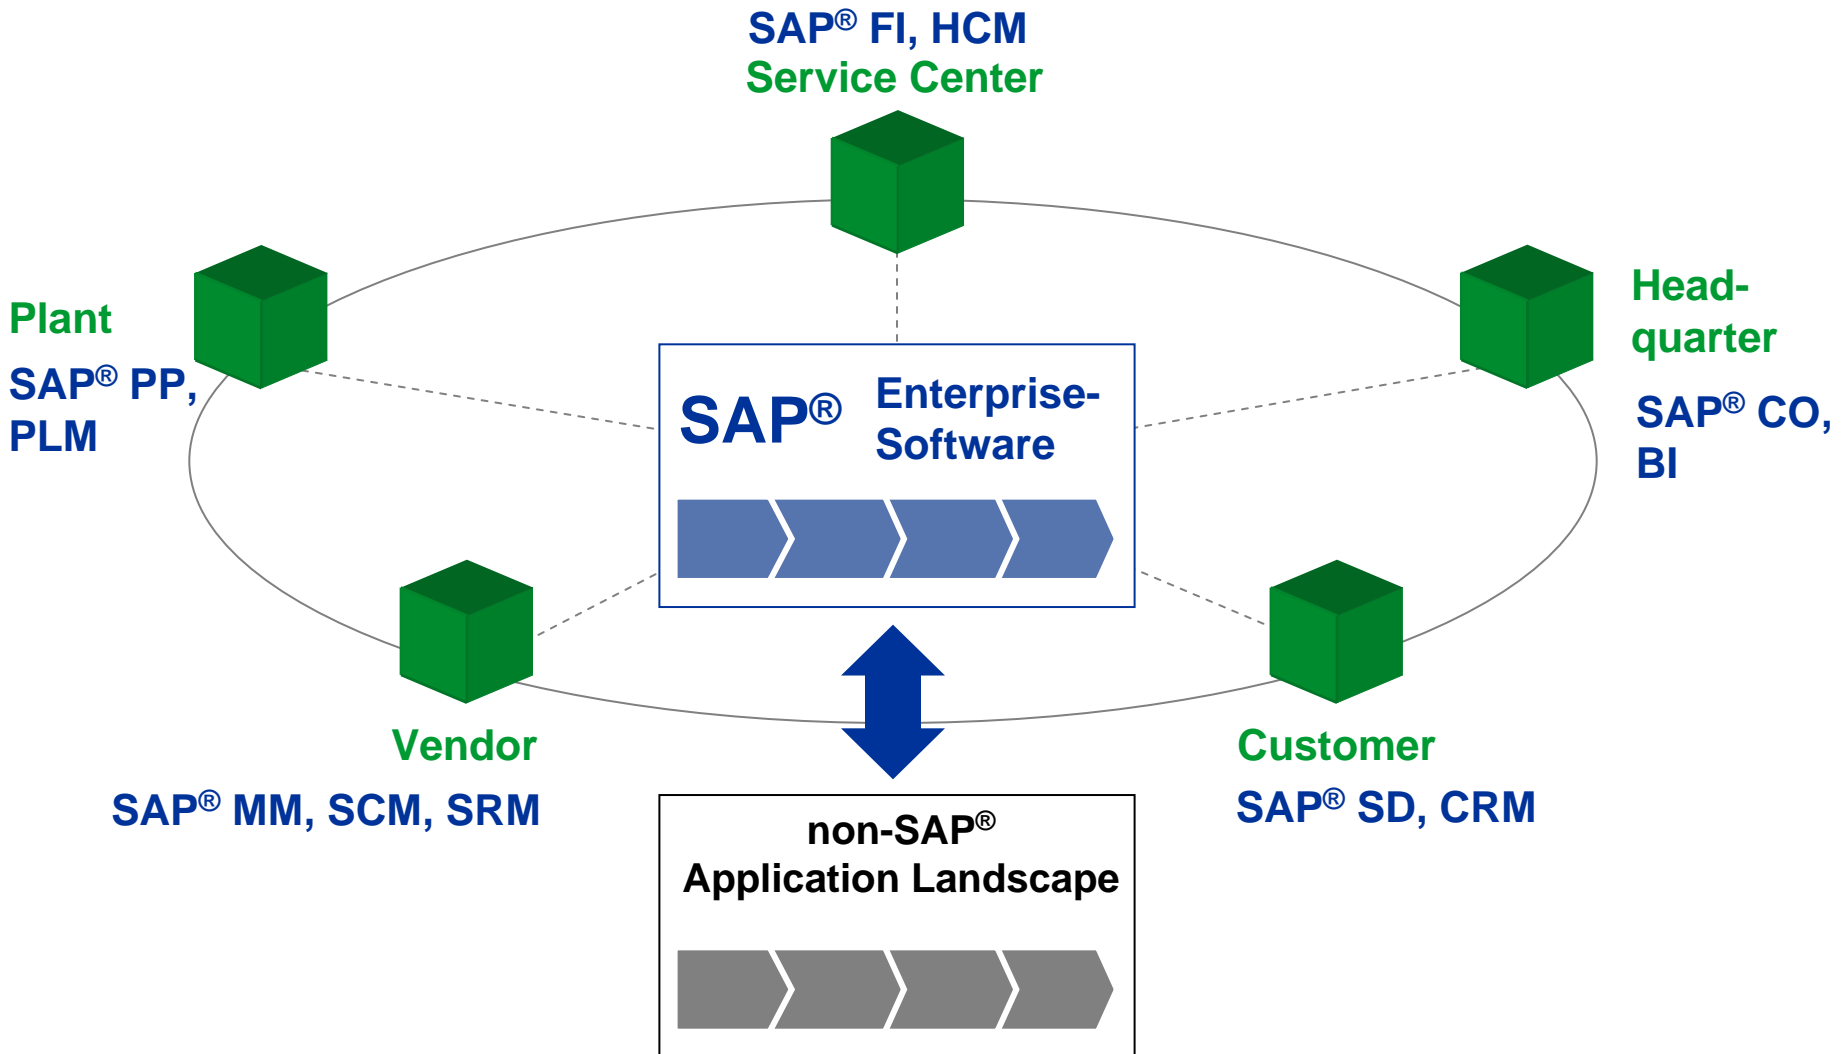 SAP® FI, HCM
Service Center
Plant
SAP® PP,
PLM
Head-
quarter
SAP® CO,
BI
SAP®
Enterprise-
Software
Vendor
SAP® MM, SCM, SRM
Customer
SAP® SD, CRM
non-SAP®
Application Landscape